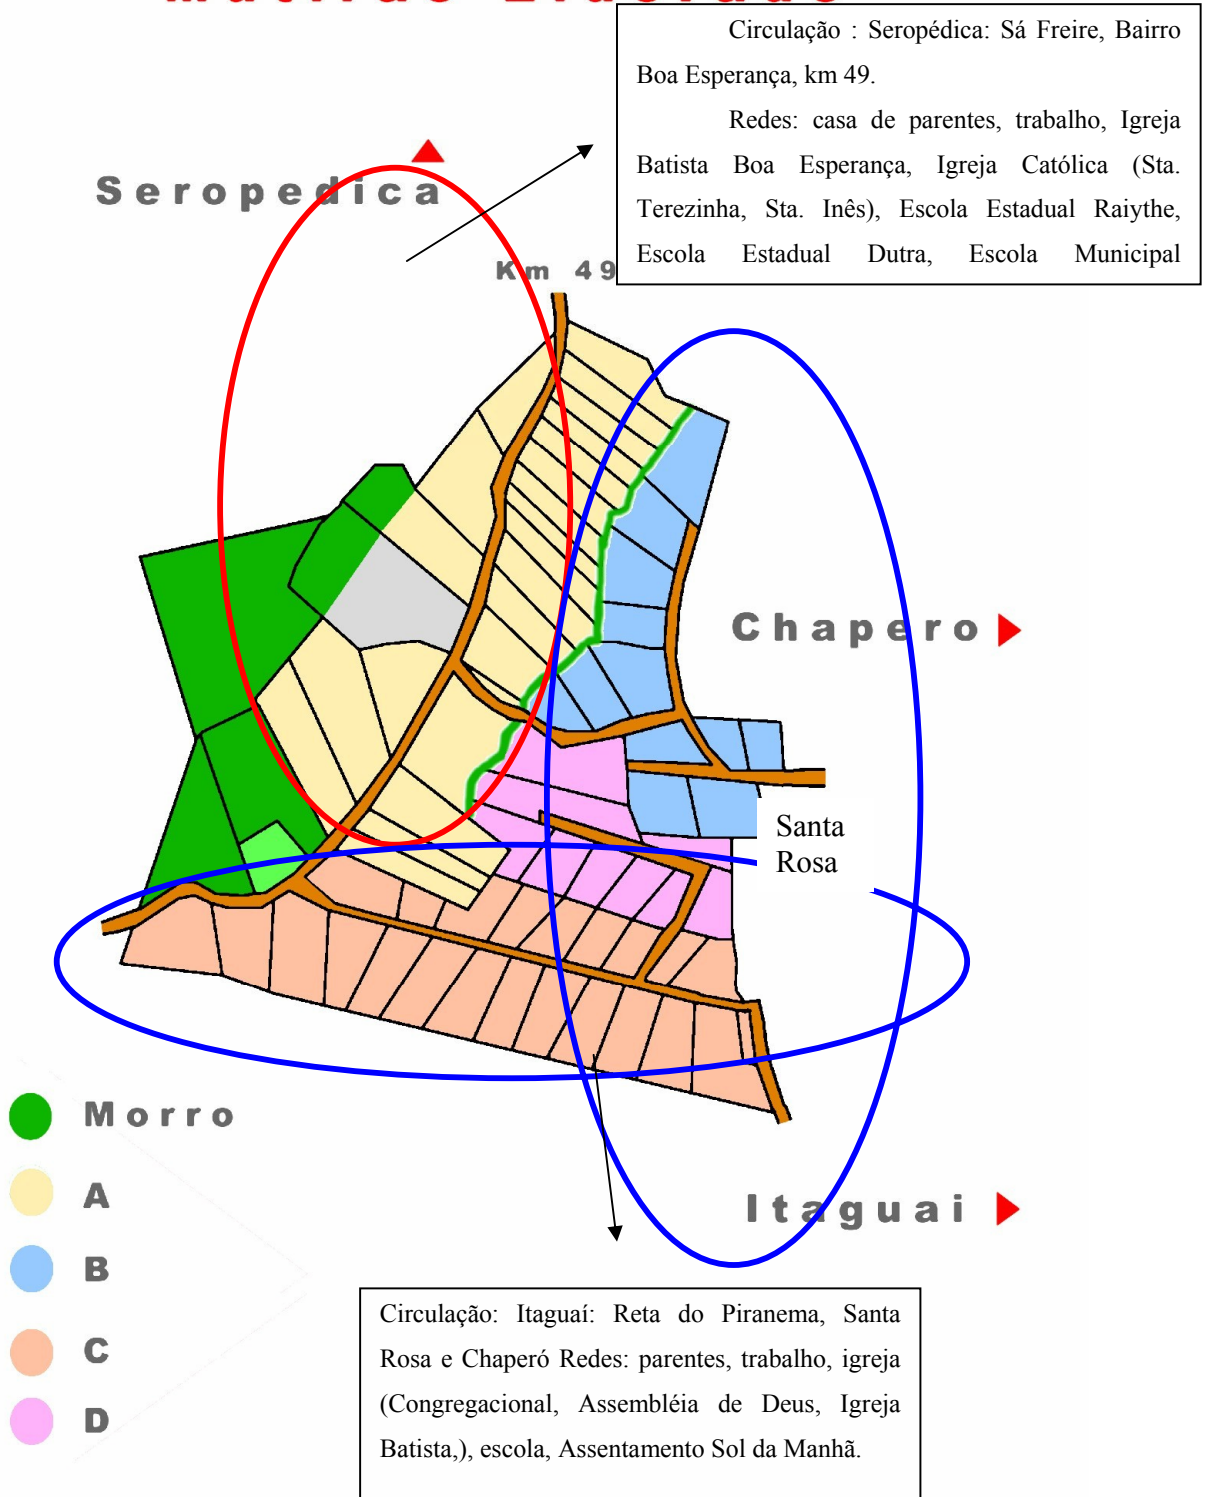 Circulação : Seropédica: Sá Freire, Bairro
Boa Esperança, km 49.
Redes: casa de parentes, trabalho, Igreja
Batista Boa Esperança, Igreja Católica (Sta.
Terezinha, Sta. Inês), Escola Estadual Raiythe,
Escola Estadual Dutra, Escola Municipal
Seropedica
Km 49
Chapero
Santa
Rosa
Morro
A
B
C
D
Itaguai
Circulação: Itaguaí: Reta do Piranema, Santa
Rosa e Chaperó Redes: parentes, trabalho, igreja
(Congregacional, Assembléia de Deus, Igreja
Batista,), escola, Assentamento Sol da Manhã.